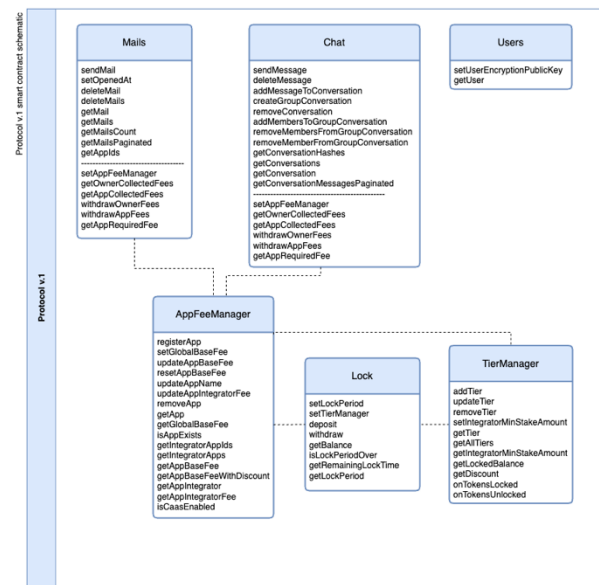 Protocol v.1 smart contract schematic
Protocol v.1
Mails
sendMail
setOpenedAt
deleteMail
deleteMails
getMail
getMails
getMailsCount
getMailsPaginated
getAppIds
--------------------------------
setAppFeeManager
getOwnerCollectedFees
getAppCollectedFees
withdrawOwnerFees
withdrawAppFees
getAppRequiredFee
Chat
sendMessage
deleteMessage
addMessageToConversation
createGroupConversation
removeConversation
addMembersToGroupConversation
removeMembersFromGroupConversation
removeMemberFromGroupConversation
getConversationHashes
getConversations
getConversation
getConversationMessagesPaginated
-----------------------------------------
setAppFeeManager
getOwnerCollectedFees
getAppCollectedFees
withdrawOwnerFees
withdrawAppFees
getAppRequiredFee
Users
setUserEncryptionPublicKey
getUser
AppFeeManager
registerApp
setGlobalBaseFee
updateAppBaseFee
resetAppBaseFee
updateAppName
updateAppIntegratorFee
removeApp
getApp
getGlobalBaseFee
isAppExists
getIntegratorAppIds
getIntegratorApps
getAppBaseFee
getAppBaseFeeWithDiscount
getAppIntegrator
getAppIntegratorFee
isCaasEnabled
Lock
setLockPeriod
setTierManager
deposit
withdraw
getBalance
isLockPeriodOver
getRemainingLockTime
getLockPeriod
TierManager
addTier
updateTier
removeTier
setIntegratorMinStakeAmount
getTier
getAllTiers
getIntegratorMinStakeAmount
getLockedBalance
getDiscount
onTokensLocked
onTokensUnlocked